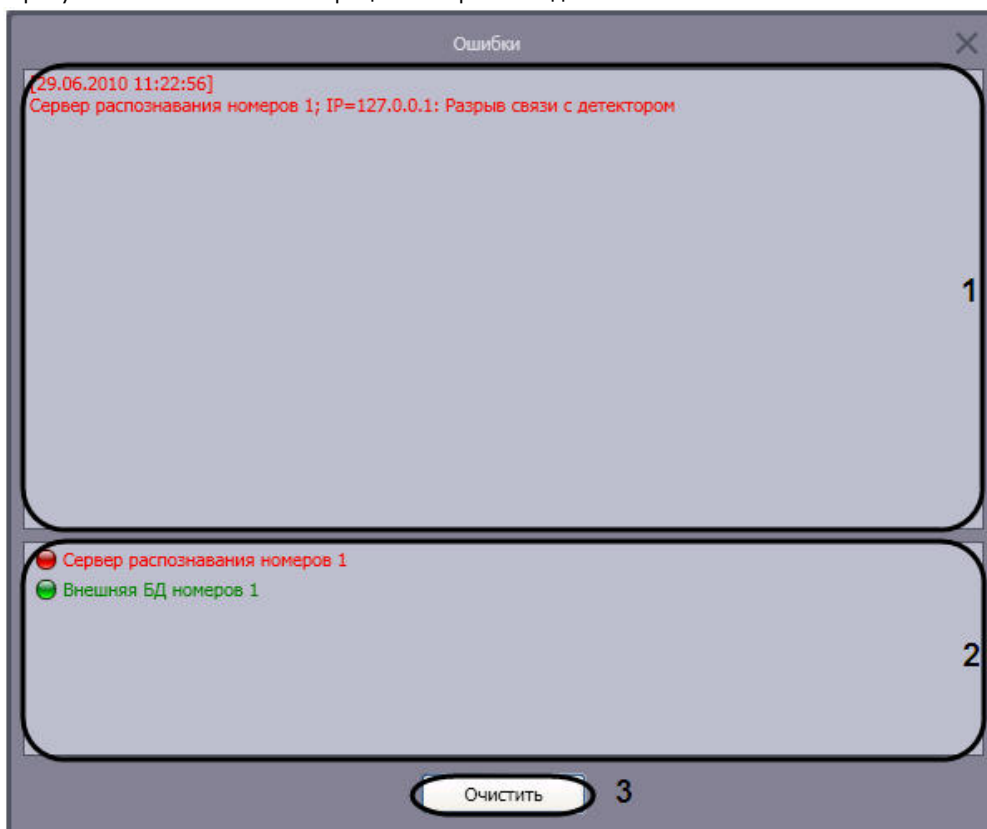 Ошибки
[29.06.2010 11:22:56]
Сервер распознавания номеров 1; IP=127.0.0.1: Разрыв связи с детектором
1
Сервер распознавания номеров 1
Внешняя БД номеров 1
2
Очистить
3